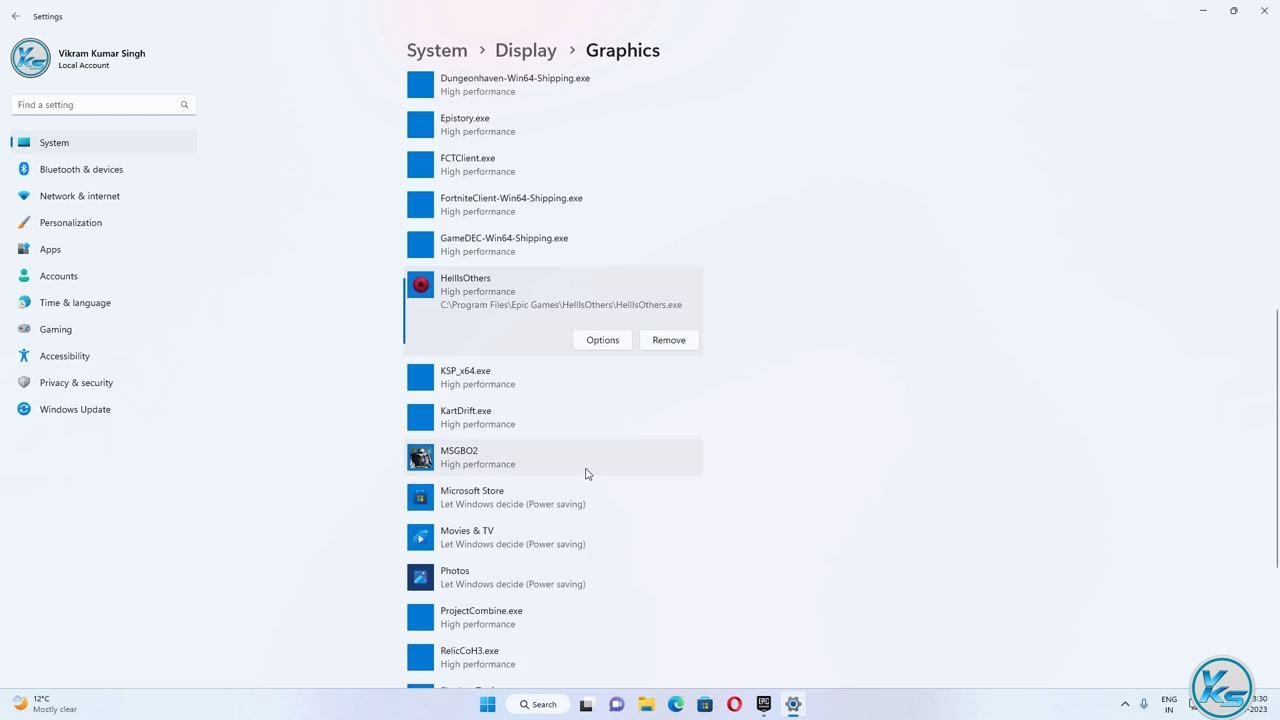 Settings
Vikram Kumar Singh
Local Account
Find a setting
System
Bluetooth & devices
Network & internet
Personalization
Apps
Accounts
Time & language
Gaming
Accessibility
Privacy & security
Windows Update
System > Display > Graphics
Dungeonhaven-Win64-Shipping.exe
High performance
Epistory.exe
High performance
FCTClient.exe
High performance
FortniteClient-Win64-Shipping.exe
High performance
GameDEC-Win64-Shipping.exe
High performance
HellIsOthers
High performance
C:\Program Files\Epic Games\HellIsOthers\HellIsOthers.exe
Options Remove
KSP_x64.exe
High performance
KartDrift.exe
High performance
MSGBO2
High performance
Microsoft Store
Let Windows decide (Power saving)
Movies & TV
Let Windows decide (Power saving)
Photos
Let Windows decide (Power saving)
ProjectCombine.exe
High performance
RelicCoH3.exe
High performance
12°C
Mostly clear
Search
EPIC
ENG
IN
3:30
-2023
KS